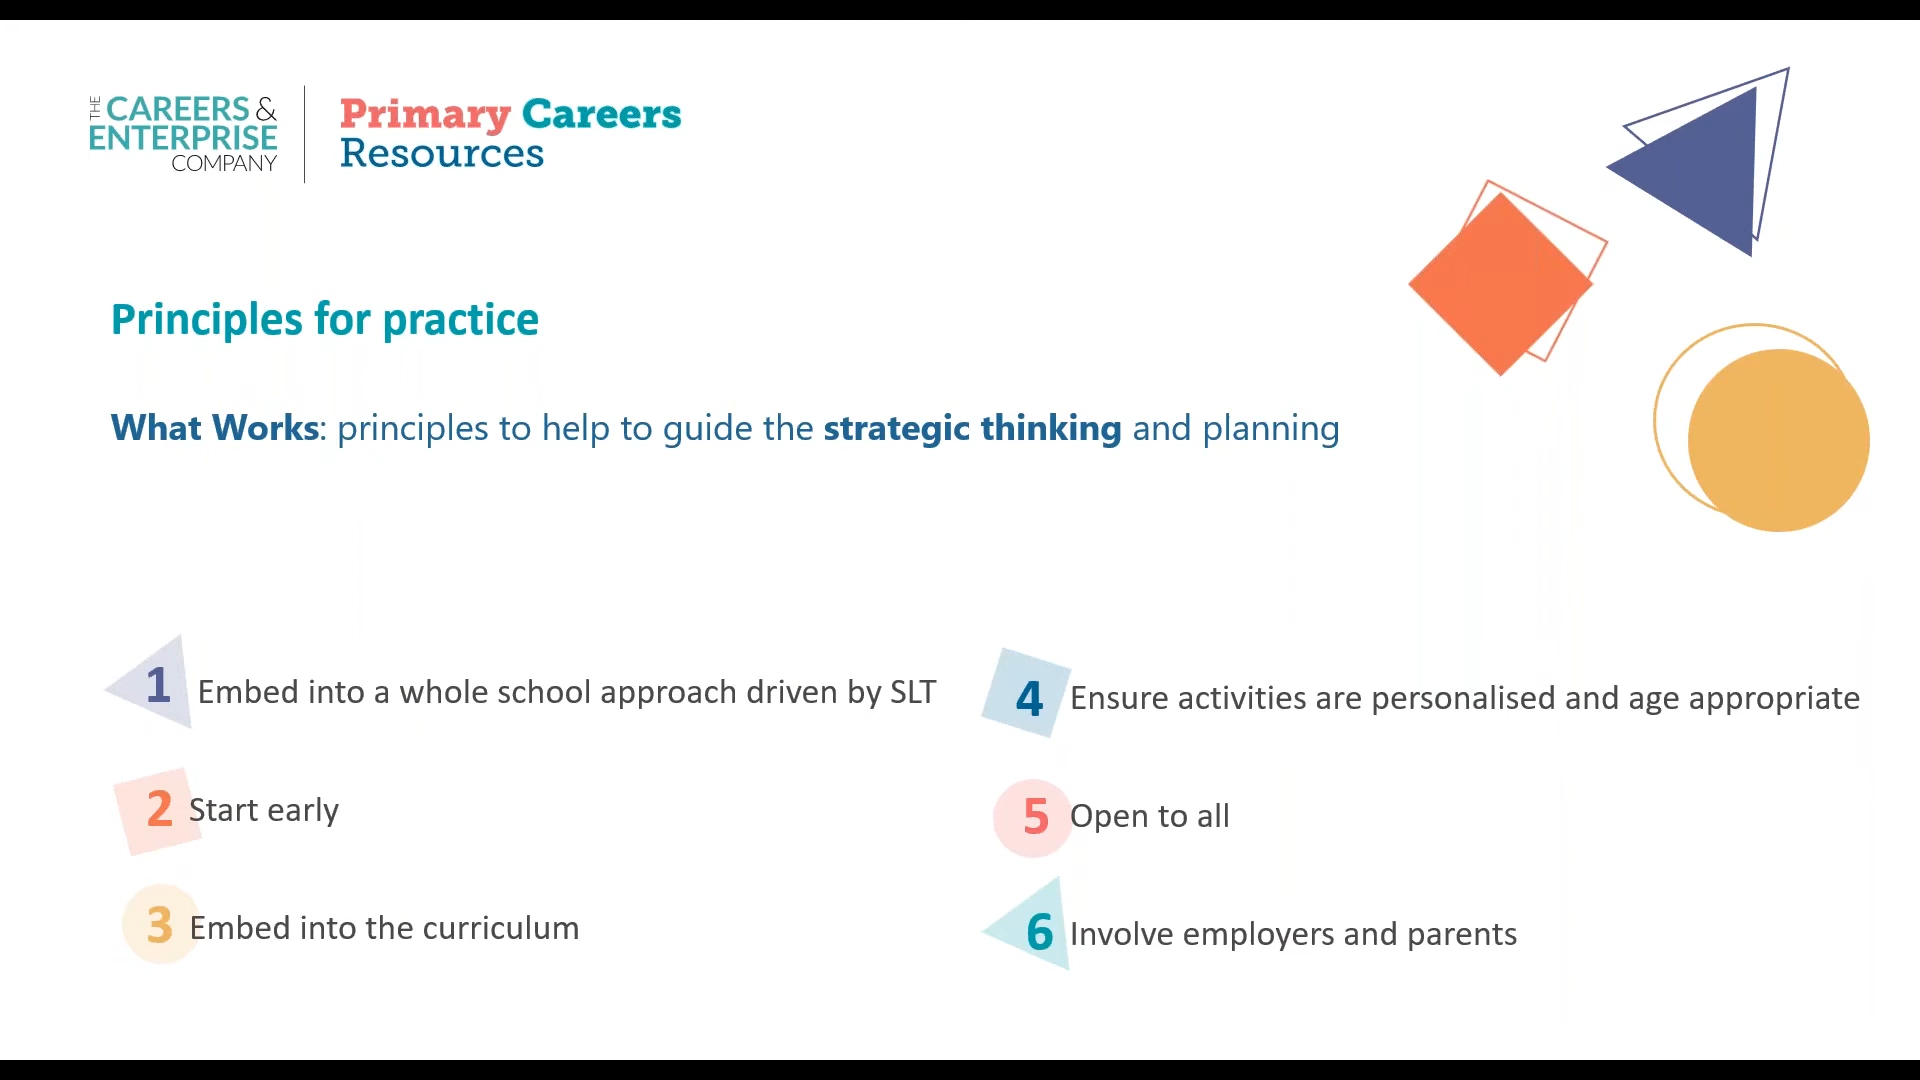 THE CAREERS &
ENTERPRISE
COMPANY
Primary Careers
Resources
Principles for practice
What Works: principles to help to guide the strategic thinking and planning
1 Embed into a whole school approach driven by SLT
2 Start early
3 Embed into the curriculum
4 Ensure activities are personalised and age appropriate
5 Open to all
6 Involve employers and parents